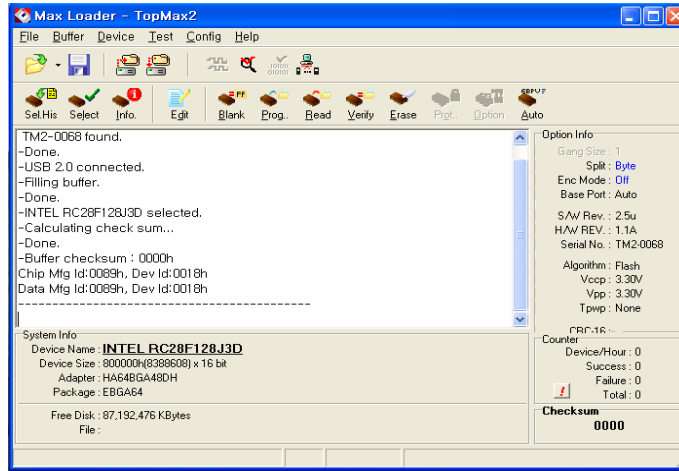 Max Loader - TopMax2
File Buffer Device Test Config Help
Sel.His Select Info. Edit Blank Prog.. Read Verify Erase Prot.. Option Auto
TM2-0068 found.
-Done.
-USB 2.0 connected.
-Filling buffer.
-Done.
-INTEL RC28F128J3D selected.
-Calculating check sum...
-Done.
-Buffer checksum : 0000h
Chip Mfg Id:0089h, Dev Id:0018h
Data Mfg Id:0089h, Dev Id:0018h
--------------------------------------------
Option Info
Gang Size : 1
Split : Byte
Enc Mode : Off
Base Port : Auto
S/W Rev. : 2.5u
H/W REV. : 1.1A
Serial No. : TM2-0068
Algorithm : Flash
Vccp : 3.30V
Vpp : 3.30V
Tpwp : None
CRC-16 :-
System Info
Device Name : INTEL RC28F128J3D
Device Size : 800000h(8388608) x 16 bit
Adapter : HA64BGA48DH
Package : EBGA64
Free Disk : 87,192,476 KBytes
File :
Counter
Device/Hour : 0
Success : 0
Failure : 0
Total : 0
Checksum
0000